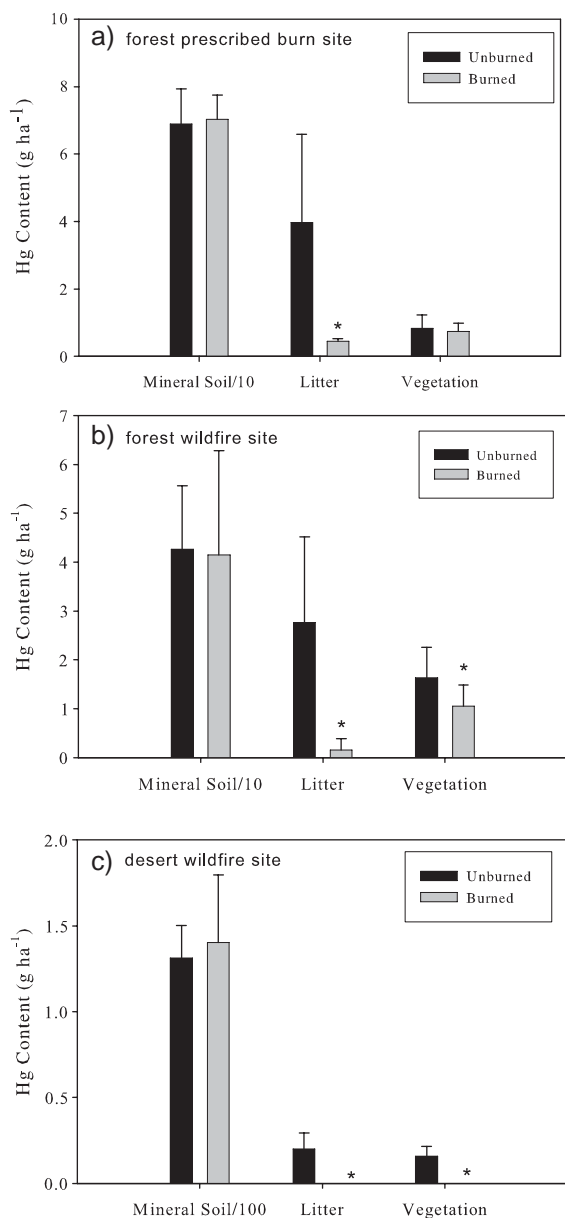 a) forest prescribed burn site
Unburned
Burned
Hg Content (g ha⁻¹)
10
8
6
4
2
0
*
Mineral Soil/10 Litter Vegetation
b) forest wildfire site
Unburned
Burned
Hg Content (g ha⁻¹)
7
6
5
4
3
2
1
0
*
*
Mineral Soil/10 Litter Vegetation
c) desert wildfire site
Unburned
Burned
Hg Content (g ha⁻¹)
2.0
1.5
1.0
0.5
0.0
* *
Mineral Soil/100 Litter Vegetation